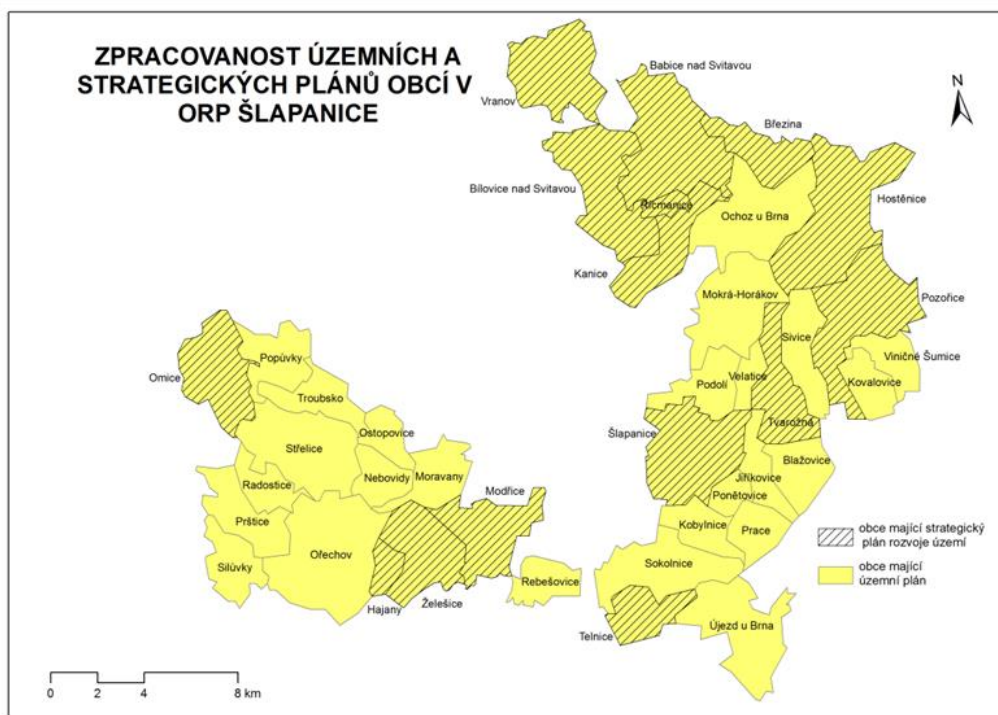 ZPRACOVANOST ÚZEMNÍCH A
STRATEGICKÝCH PLÁNŮ OBCÍ V
ORP ŠLAPANICE
N
Babice nad Svitavou
Vranov
Březina
Bílovice nad Svitavou
Hostěnice
Řícmanice
Ochoz u Brna
Kanice
Mokrá-Horákov
Pozořice
Sivice
Popůvky
Viničné Šumice
Omice
Podolí
Velatice
Kovalovice
Troubsko
Tvarožná
Ostopovice
Šlapanice
Střelice
Blažovice
Nebovidy
Moravany
Jiříkovice
Radostice
Modřice
Ponětovice
Prštice
Kobylnice
Prace
obce mající strategický
plán rozvoje území
Ořechov
Sokolnice
Silůvky
Rebešovice
obce mající
územní plán
Želešice
Hajany
Újezd u Brna
Telnice
0 2 4 8 km